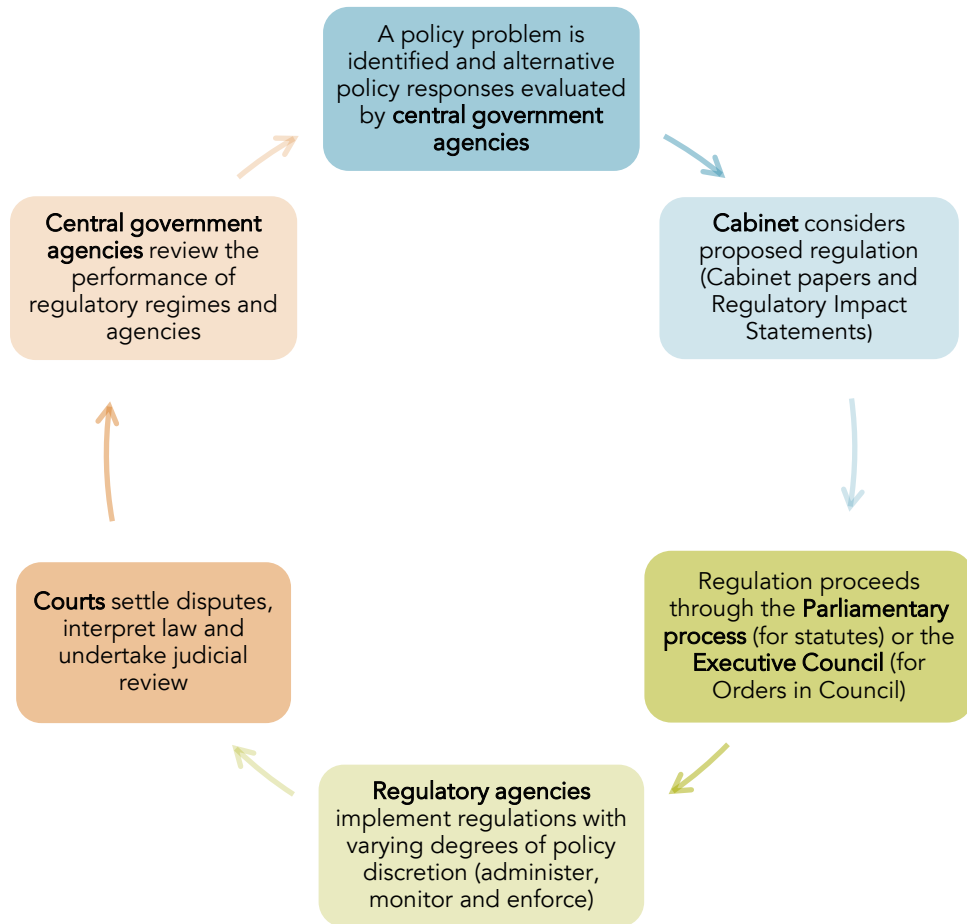 A policy problem is
identified and alternative
policy responses evaluated
by central government
agencies
Cabinet considers
proposed regulation
(Cabinet papers and
Regulatory Impact
Statements)
Regulation proceeds
through the Parliamentary
process (for statutes) or the
Executive Council (for
Orders in Council)
Regulatory agencies
implement regulations with
varying degrees of policy
discretion (administer,
monitor and enforce)
Courts settle disputes,
interpret law and
undertake judicial
review
Central government
agencies review the
performance of
regulatory regimes and
agencies